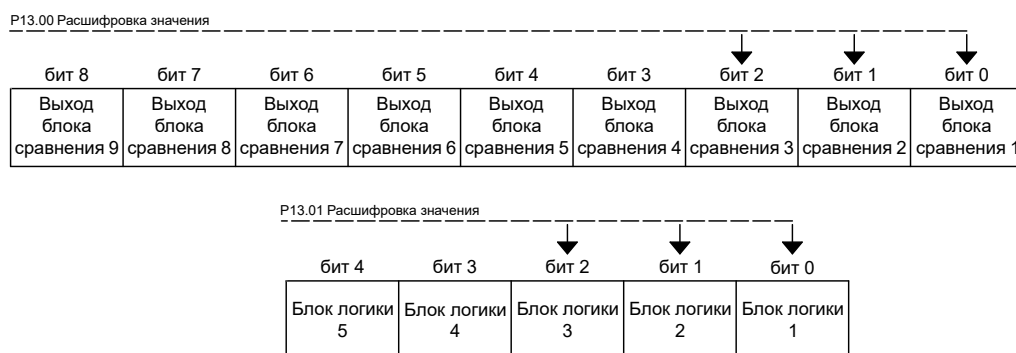 P13.00 Расшифровка значения
бит 8 бит 7 бит 6 бит 5 бит 4 бит 3 бит 2 бит 1 бит 0
Выход Выход Выход Выход Выход Выход Выход Выход Выход
блока блока блока блока блока блока блока блока блока
сравнения 9 сравнения 8 сравнения 7 сравнения 6 сравнения 5 сравнения 4 сравнения 3 сравнения 2 сравнения 1
P13.01 Расшифровка значения
бит 4 бит 3 бит 2 бит 1 бит 0
Блок логики Блок логики Блок логики Блок логики Блок логики
5 4 3 2 1